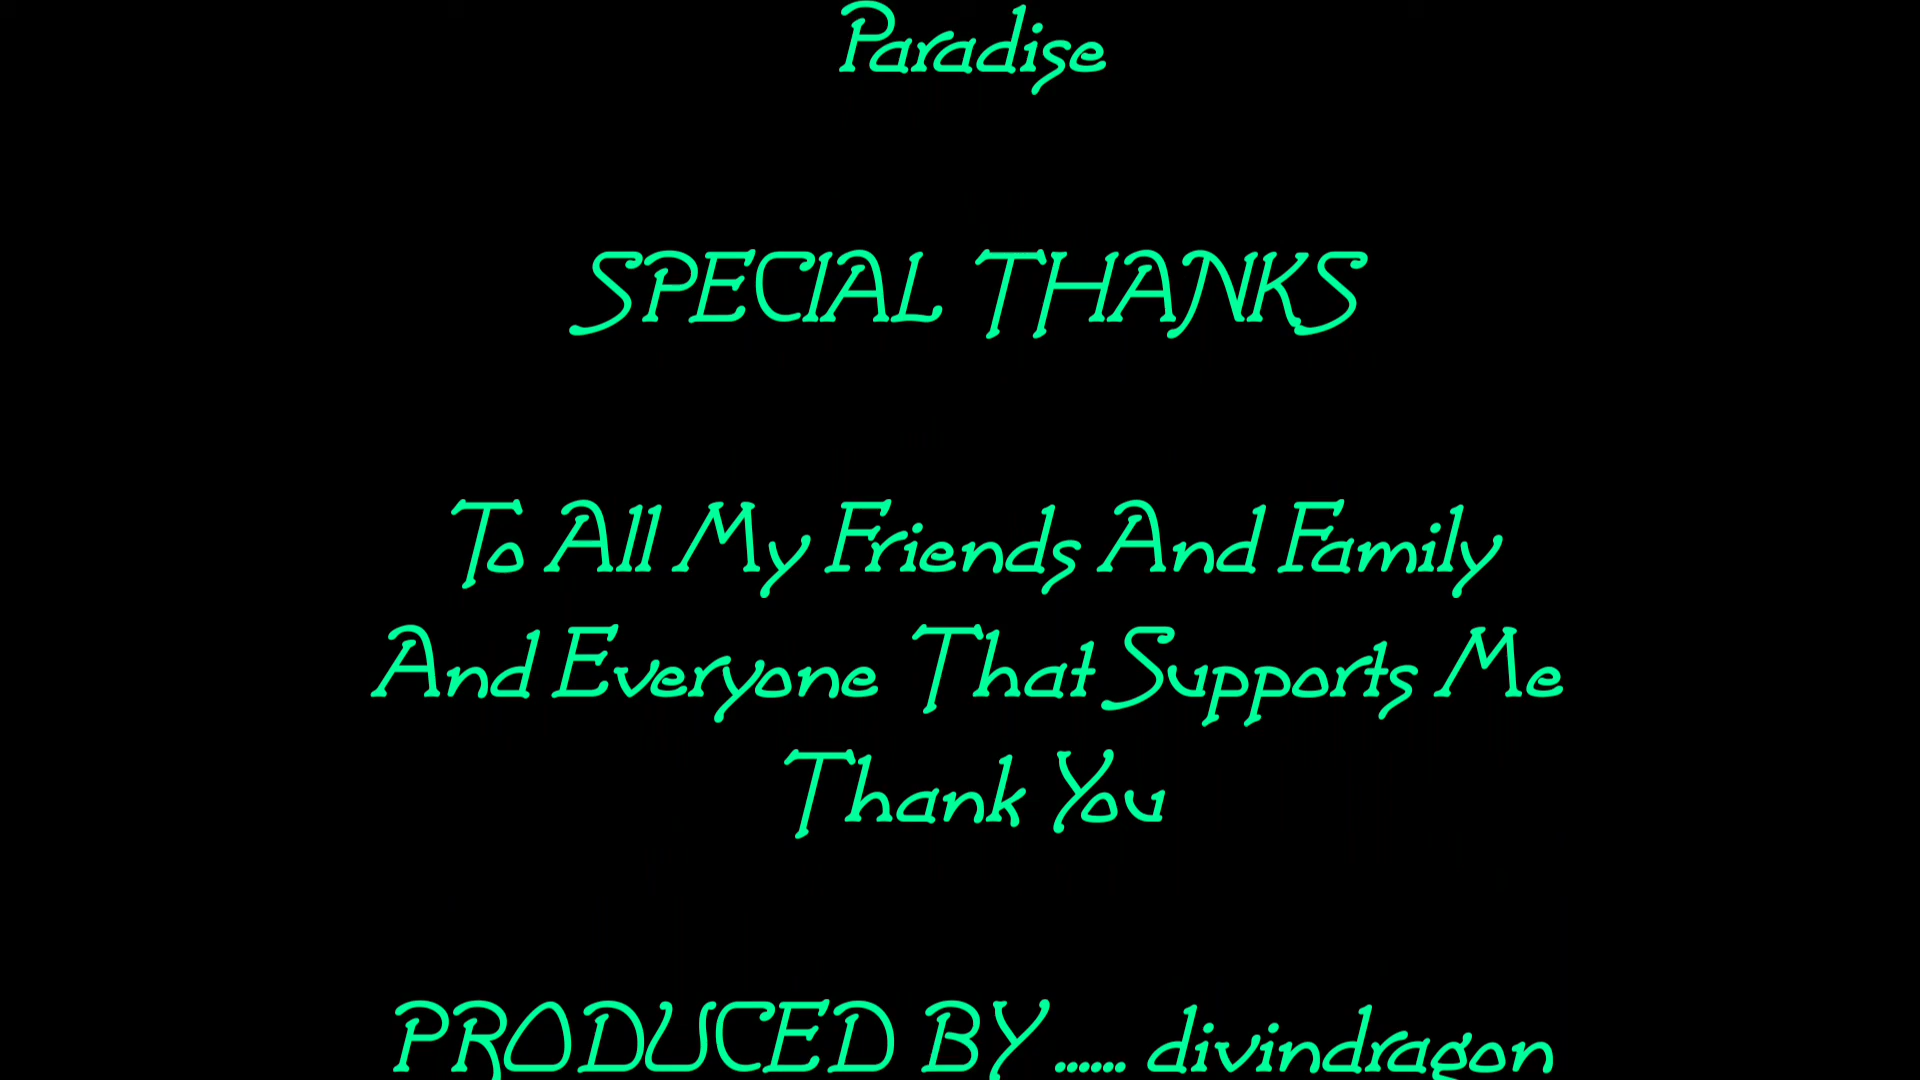 Paradise
SPECIAL THANKS
To All My Friends And Family
And Everyone That Supports Me
Thank You
PRODUCED BY ...... divindragon